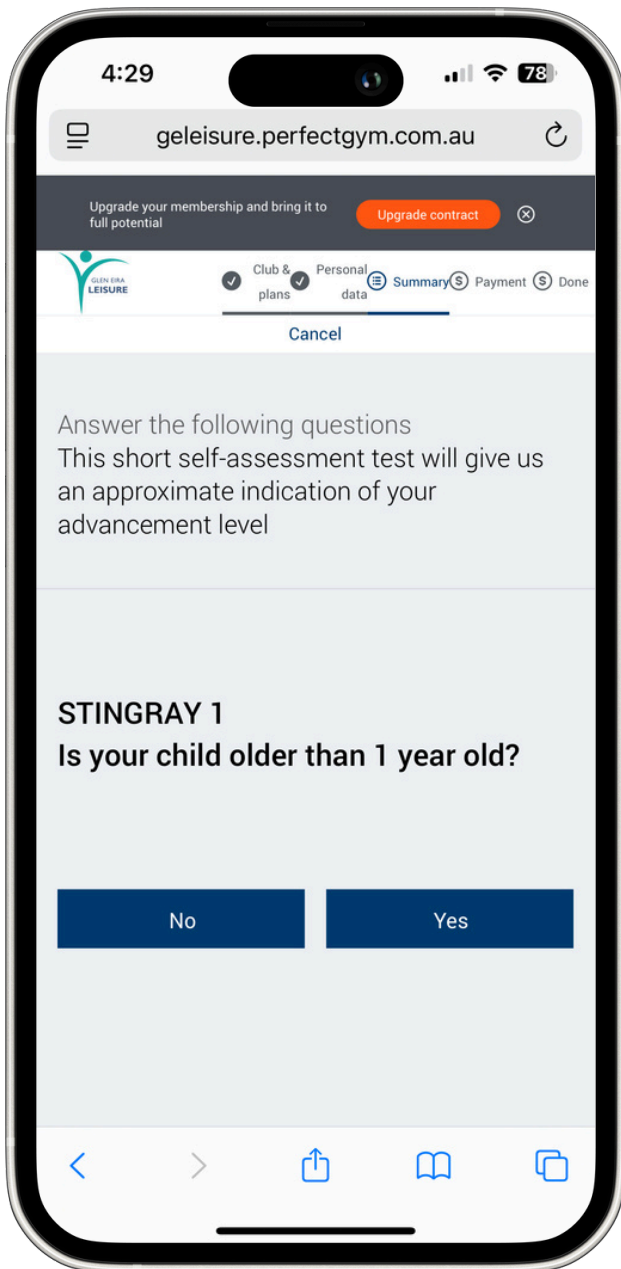 4:29
78
geleisure.perfectgym.com.au
Upgrade your membership and bring it to
full potential
Upgrade contract
GLEN EIRA
LEISURE
Club &
plans
Personal
data
Summary
Payment
Done
Cancel
Answer the following questions
This short self-assessment test will give us
an approximate indication of your
advancement level
STINGRAY 1
Is your child older than 1 year old?
No
Yes